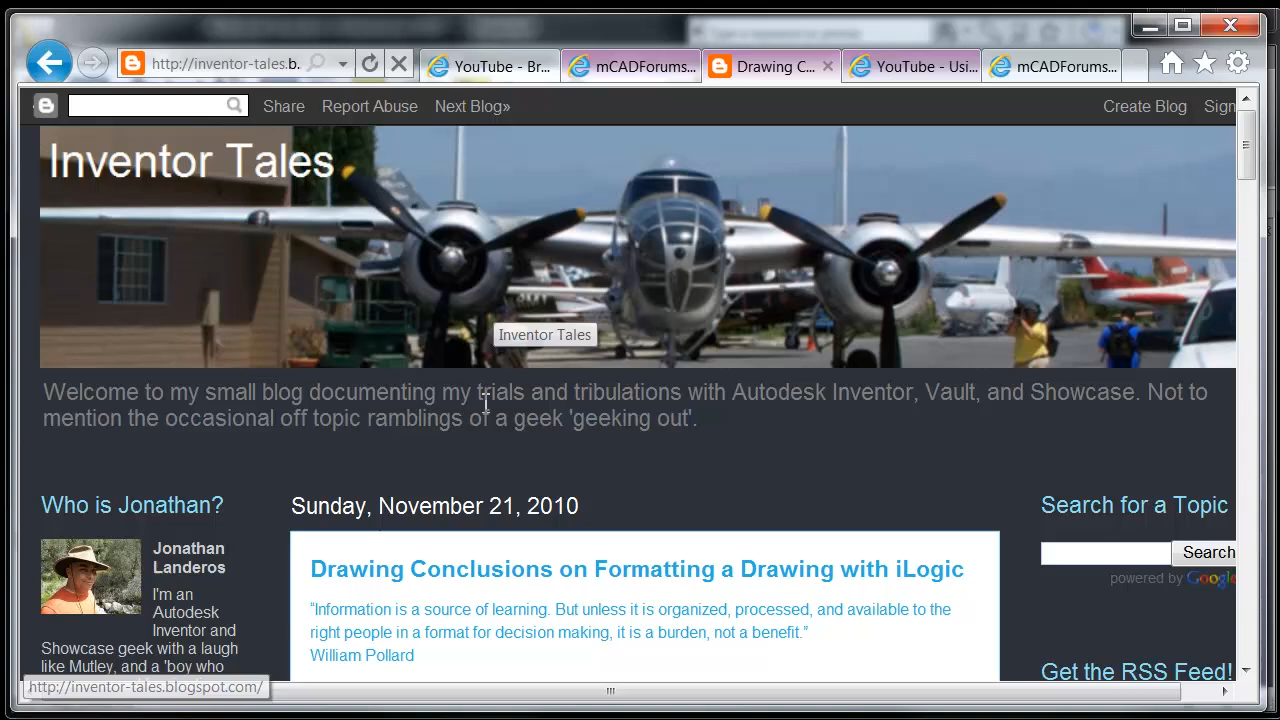 http://inventor-tales.b.
YouTube - Br...
mCADForums...
Drawing C...
YouTube - Usi...
mCADForums...
Share
Report Abuse
Next Blog»
Create Blog
Sign
Inventor Tales
Inventor Tales
Welcome to my small blog documenting my trials and tribulations with Autodesk Inventor, Vault, and Showcase. Not to
mention the occasional off topic ramblings of a geek 'geeking out'.
Who is Jonathan?
Jonathan
Landeros
I'm an
Autodesk
Inventor and
Showcase geek with a laugh
like Mutley, and a 'boy who
Sunday, November 21, 2010
Drawing Conclusions on Formatting a Drawing with iLogic
“Information is a source of learning. But unless it is organized, processed, and available to the
right people in a format for decision making, it is a burden, not a benefit.”
William Pollard
Search for a Topic
Search
powered by Google
Get the RSS Feed!
http://inventor-tales.blogspot.com/